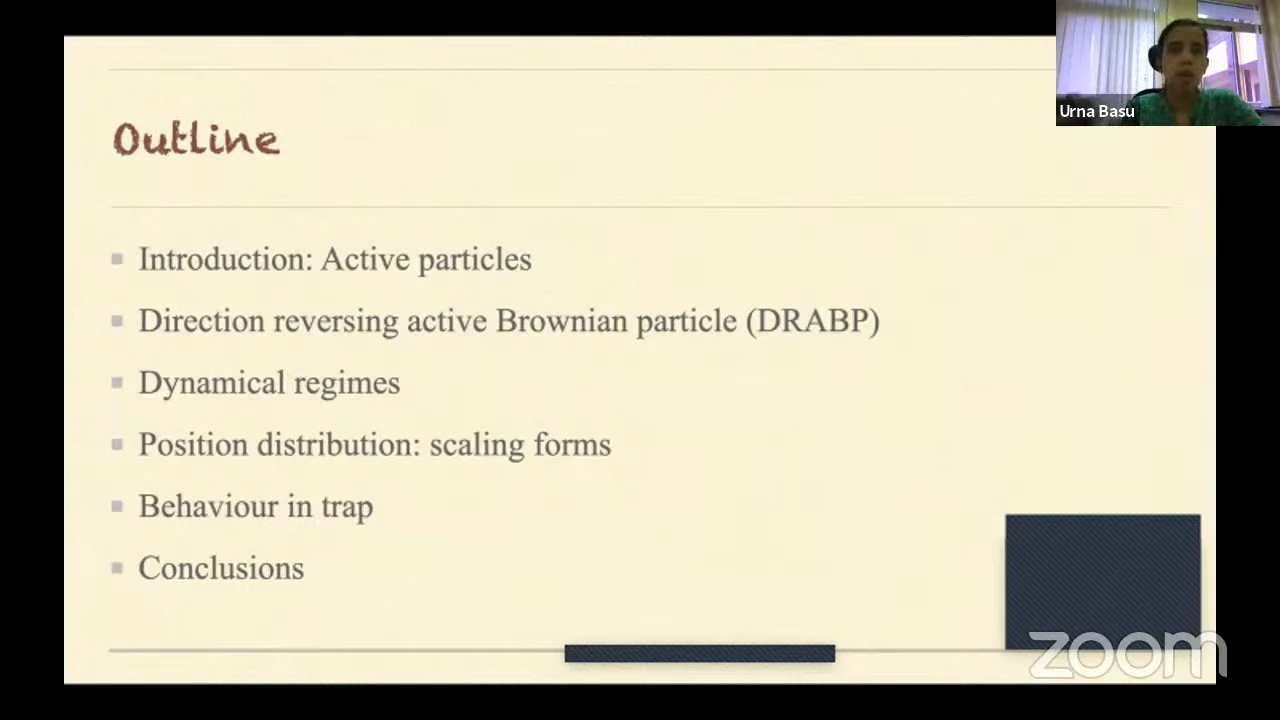 Urna Basu
Outline
Introduction: Active particles
Direction reversing active Brownian particle (DRABP)
Dynamical regimes
Position distribution: scaling forms
Behaviour in trap
Conclusions
zoom